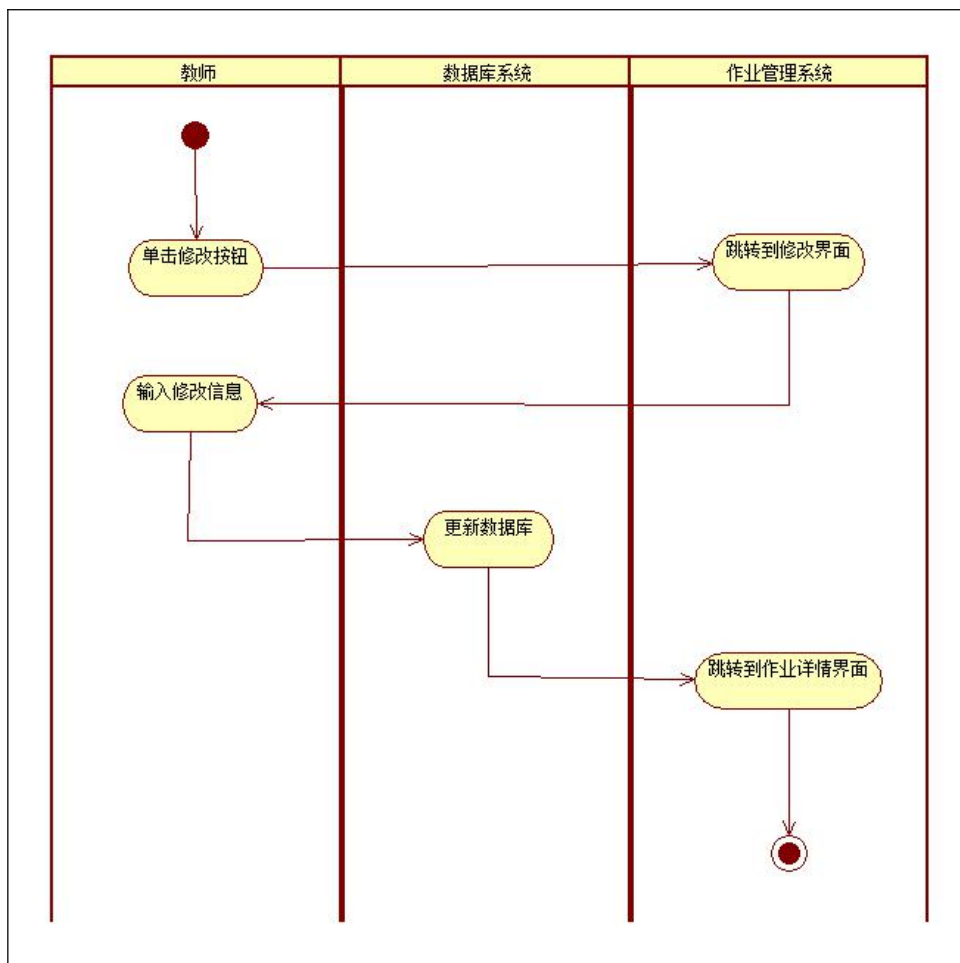 教师
数据库系统
作业管理系统
单击修改按钮
跳转到修改界面
输入修改信息
更新数据库
跳转到作业详情界面